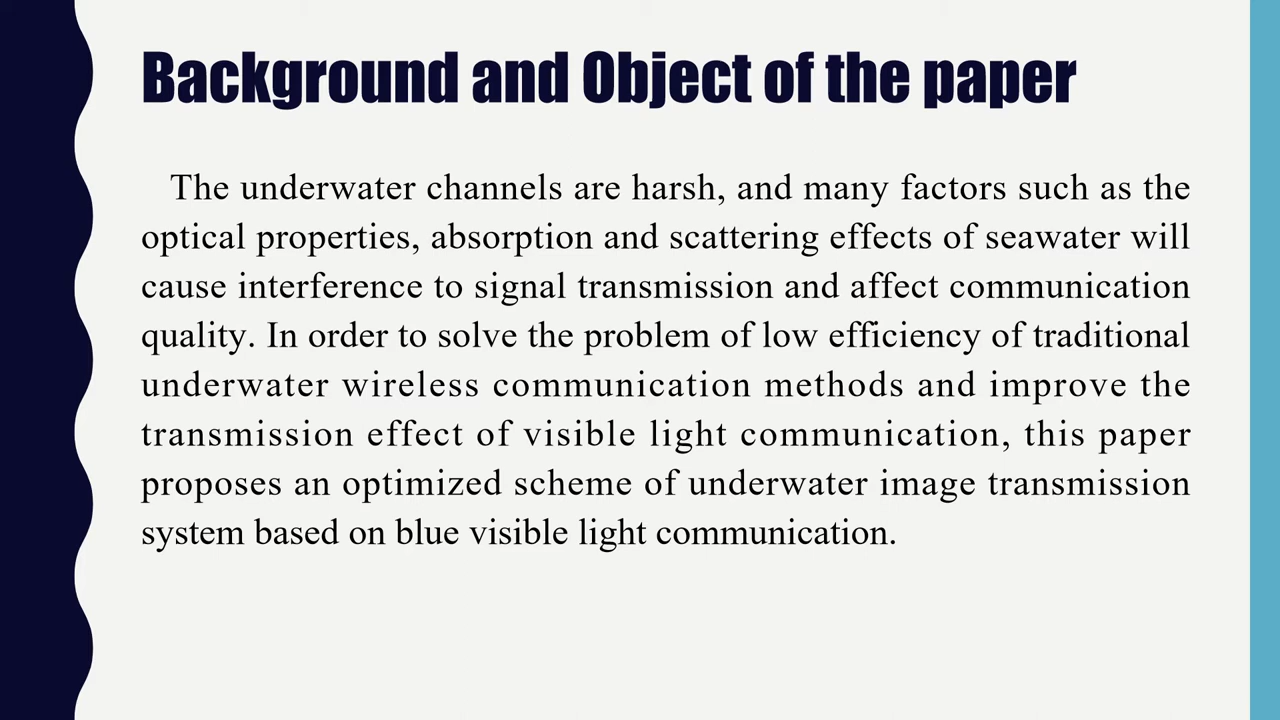 Background and Object of the paper
The underwater channels are harsh, and many factors such as the
optical properties, absorption and scattering effects of seawater will
cause interference to signal transmission and affect communication
quality. In order to solve the problem of low efficiency of traditional
underwater wireless communication methods and improve the
transmission effect of visible light communication, this paper
proposes an optimized scheme of underwater image transmission
system based on blue visible light communication.